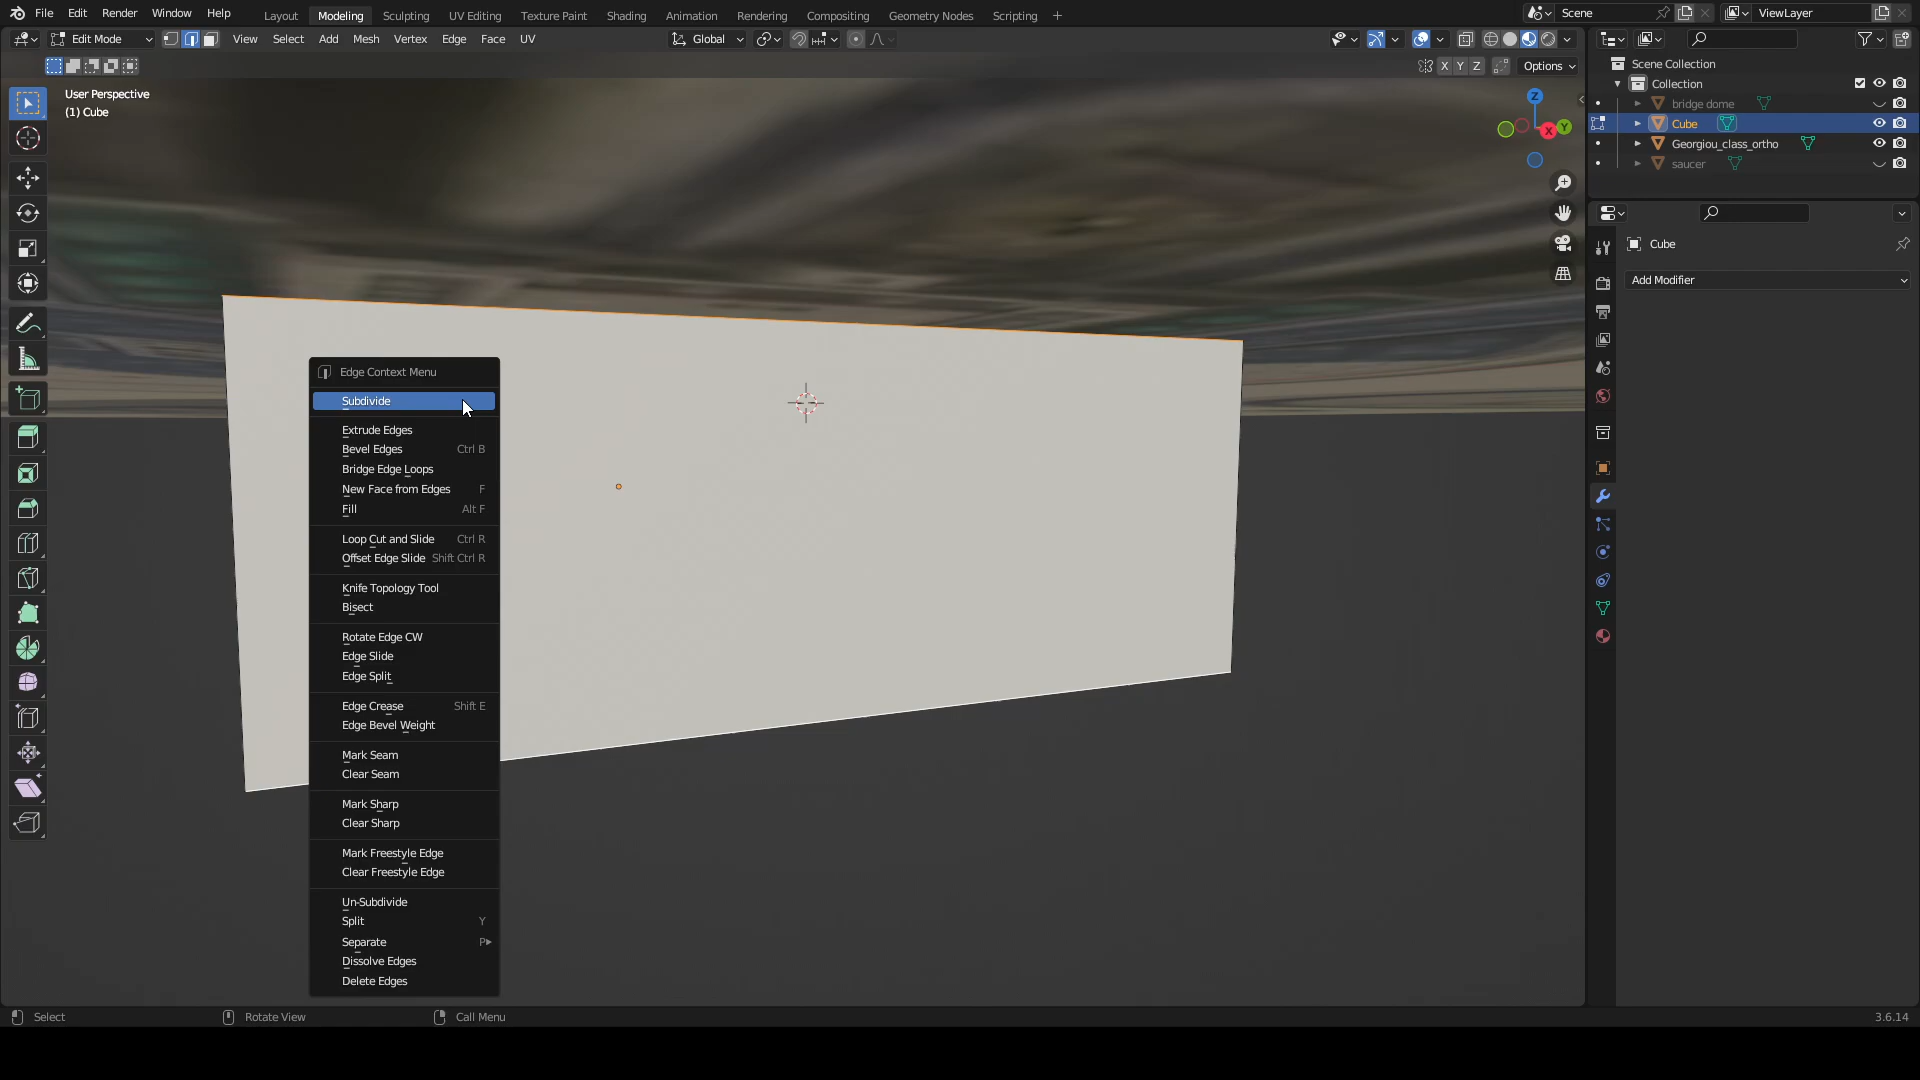 File Edit Render Window Help Layout Modeling Sculpting UV Editing Texture Paint Shading Animation Rendering Compositing Geometry Nodes Scripting + Scene ViewLayer
Edit Mode View Select Add Mesh Vertex Edge Face UV Global
X Y Z Options
User Perspective
(1) Cube
Z
X Y
Edge Context Menu
Subdivide
Extrude Edges
Bevel Edges Ctrl B
Bridge Edge Loops
New Face from Edges F
Fill Alt F
Loop Cut and Slide Ctrl R
Offset Edge Slide Shift Ctrl R
Knife Topology Tool
Bisect
Rotate Edge CW
Edge Slide
Edge Split
Edge Crease Shift E
Edge Bevel Weight
Mark Seam
Clear Seam
Mark Sharp
Clear Sharp
Mark Freestyle Edge
Clear Freestyle Edge
Un-Subdivide
Split Y
Separate P
Dissolve Edges
Delete Edges
Scene Collection
Collection
bridge dome
Cube
Georgiou_class_ortho
saucer
Cube
Add Modifier
Select Rotate View Call Menu 3.6.14